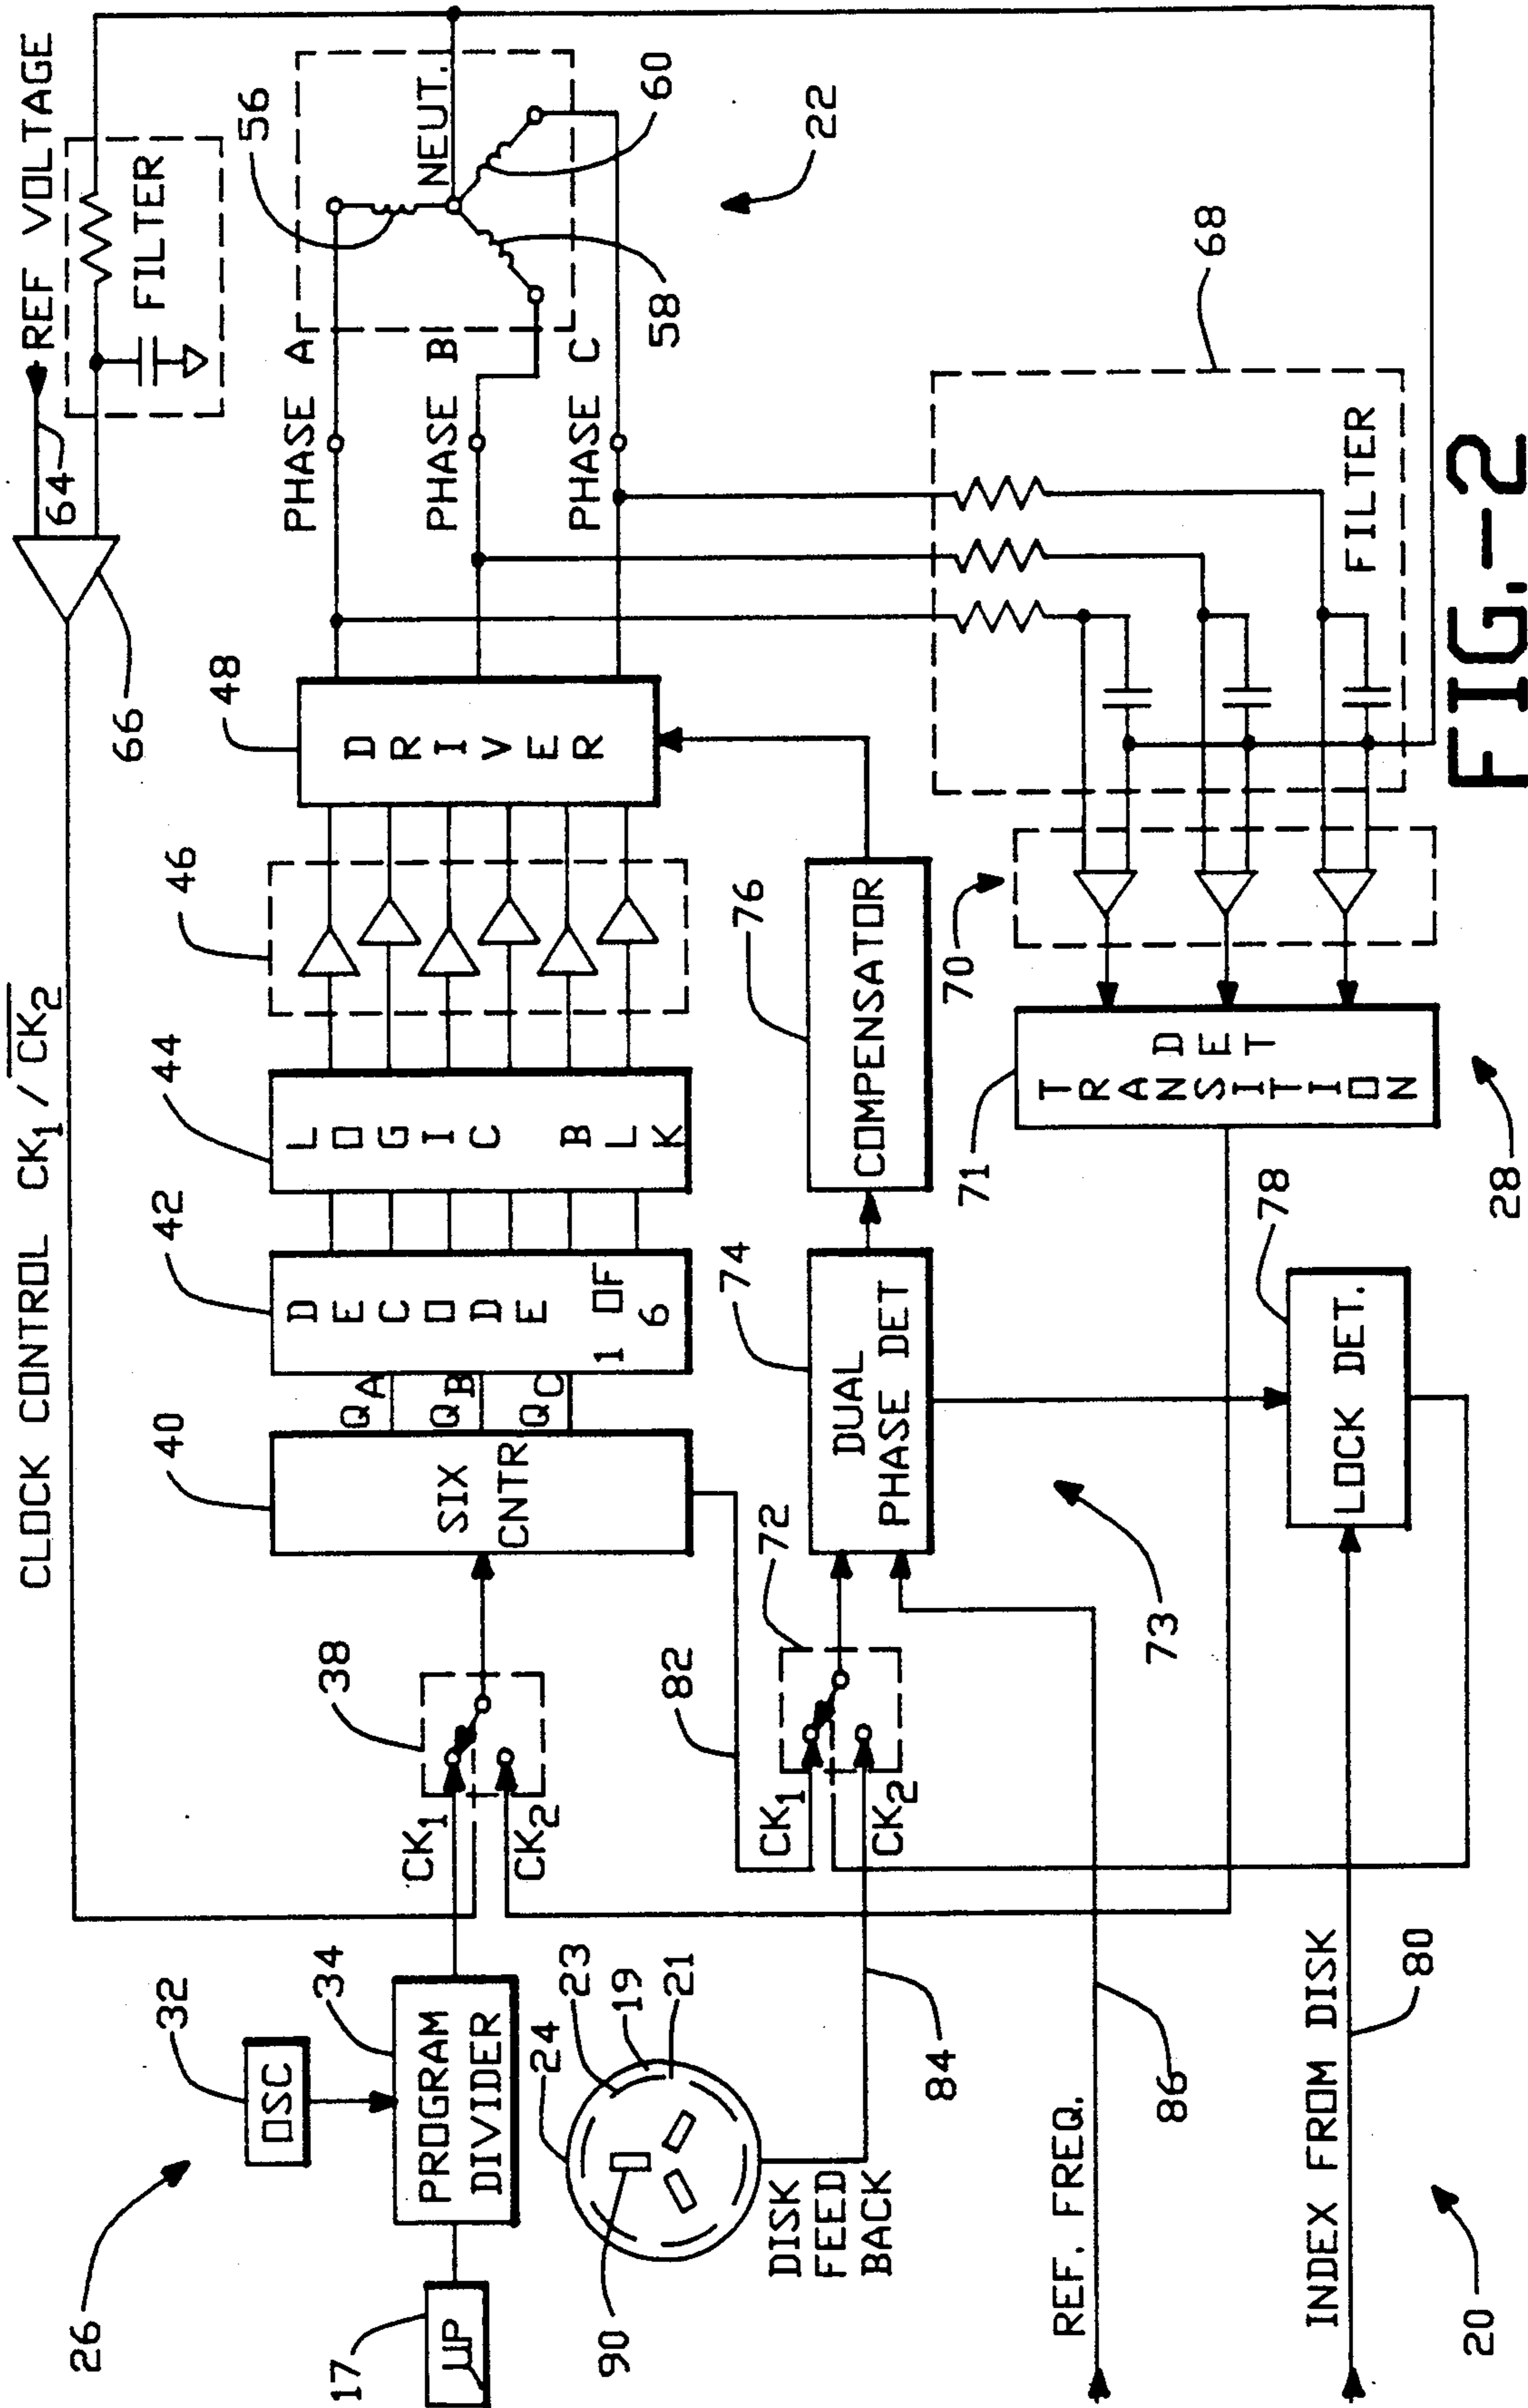 CLOCK CONTROL CK1 / CK2
REF VOLTAGE
64
66
FILTER
26
OSC
32
17
µP
PROGRAM
DIVIDER
34
CK1
CK2
38
SIX
CNTR
40
QA
QB
QC
DECODE
1 OF
6
42
LOGIC BLK
44
46
DRIVER
48
PHASE A
PHASE B
PHASE C
NEUT.
56
58
60
22
90
24
23
19
21
DISK
FEED
BACK
84
82
CK1
CK2
72
DUAL
PHASE DET
74
73
COMPENSATOR
76
68
FILTER
70
TRANSITION
DET
71
28
LOCK DET.
78
REF. FREQ.
86
INDEX FROM DISK
80
20
FIG.-2